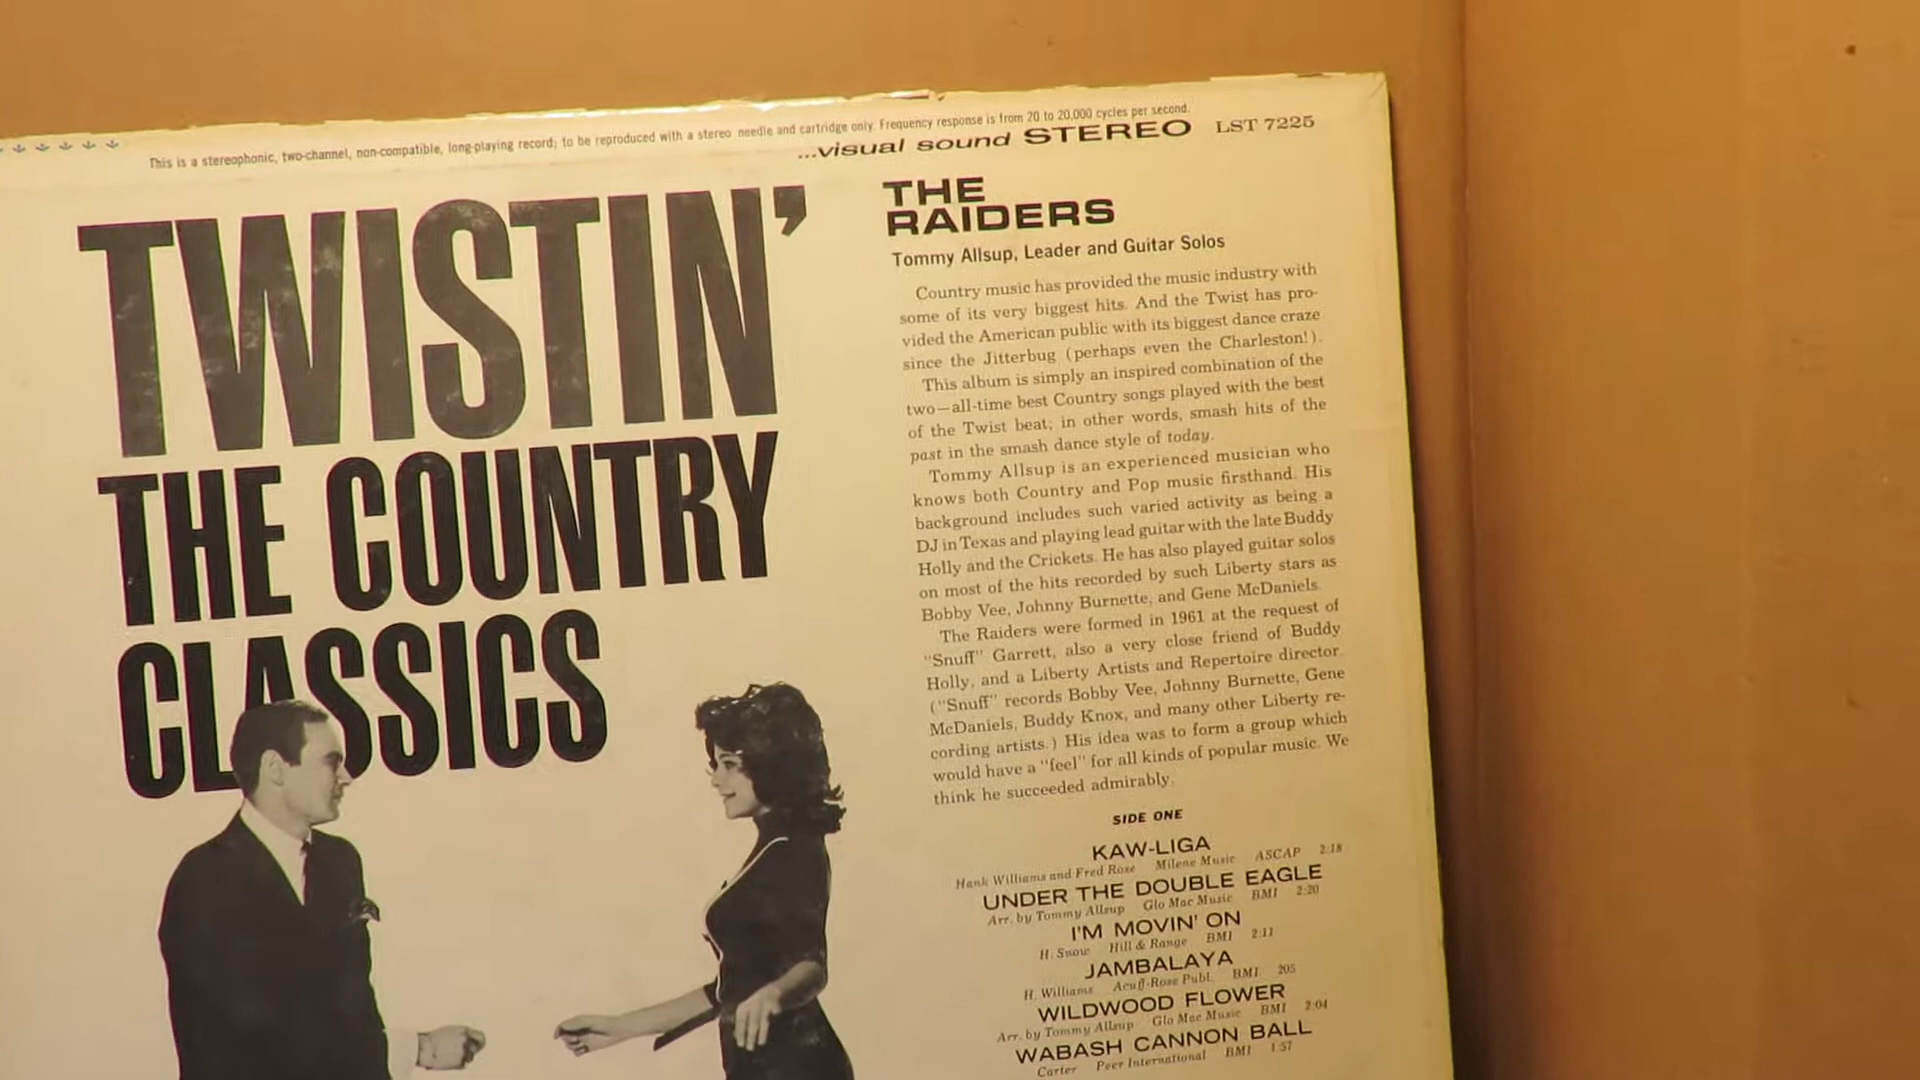 This is a stereophonic, two-channel, non-compatible, long-playing record; to be reproduced with a stereo needle and cartridge only. Frequency response is from 20 to 20,000 cycles per second.
...visual sound STEREO LST 7225
TWISTIN'
THE COUNTRY
CLASSICS
THE
RAIDERS
Tommy Allsup, Leader and Guitar Solos
Country music has provided the music industry with
some of its very biggest hits. And the Twist has pro-
vided the American public with its biggest dance craze
since the Jitterbug (perhaps even the Charleston!).
This album is simply an inspired combination of the
two—all-time best Country songs played with the best
of the Twist beat; in other words, smash hits of the
past in the smash dance style of today.
Tommy Allsup is an experienced musician who
knows both Country and Pop music firsthand. His
background includes such varied activity as being a
DJ in Texas and playing lead guitar with the late Buddy
Holly and the Crickets. He has also played guitar solos
on most of the hits recorded by such Liberty stars as
Bobby Vee, Johnny Burnette, and Gene McDaniels.
The Raiders were formed in 1961 at the request of
"Snuff" Garrett, also a very close friend of Buddy
Holly, and a Liberty Artists and Repertoire director.
("Snuff" records Bobby Vee, Johnny Burnette, Gene
McDaniels, Buddy Knox, and many other Liberty re-
cording artists.) His idea was to form a group which
would have a "feel" for all kinds of popular music. We
think he succeeded admirably.
SIDE ONE
KAW-LIGA
Hank Williams and Fred Rose Milene Music ASCAP 2:18
UNDER THE DOUBLE EAGLE
Arr. by Tommy Allsup Glo Mac Music BMI 2:20
I'M MOVIN' ON
H. Snow Hill & Range BMI 2:11
JAMBALAYA
H. Williams Acuff-Rose Publ. BMI 205
WILDWOOD FLOWER
Arr. by Tommy Allsup Glo Mac Music BMI 2:04
WABASH CANNON BALL
Carter Peer International BMI 1:57